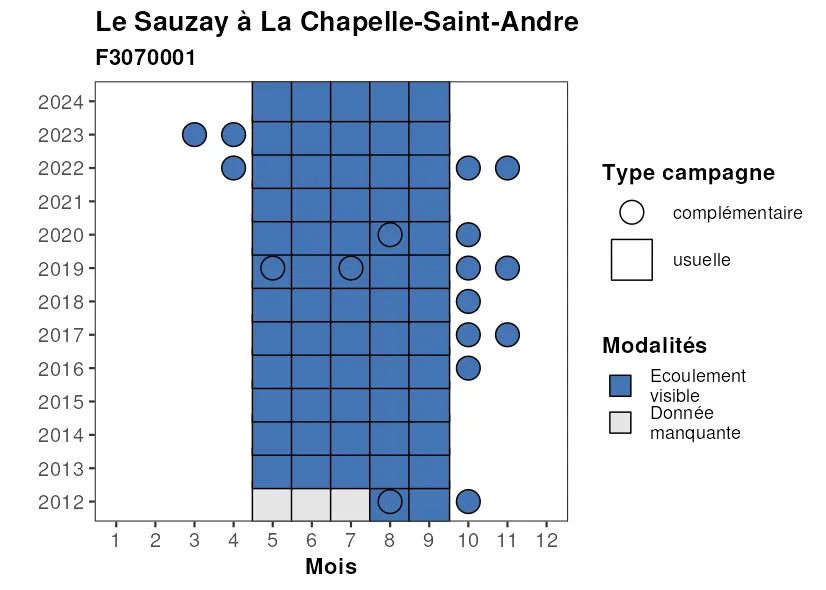 Le Sauzay à La Chapelle-Saint-Andre
F3070001
2024
2023
2022
2021
2020
2019
2018
2017
2016
2015
2014
2013
2012
1 2 3 4 5 6 7 8 9 10 11 12
Mois
Type campagne
complémentaire
usuelle
Modalités
Ecoulement
visible
Donnée
manquante